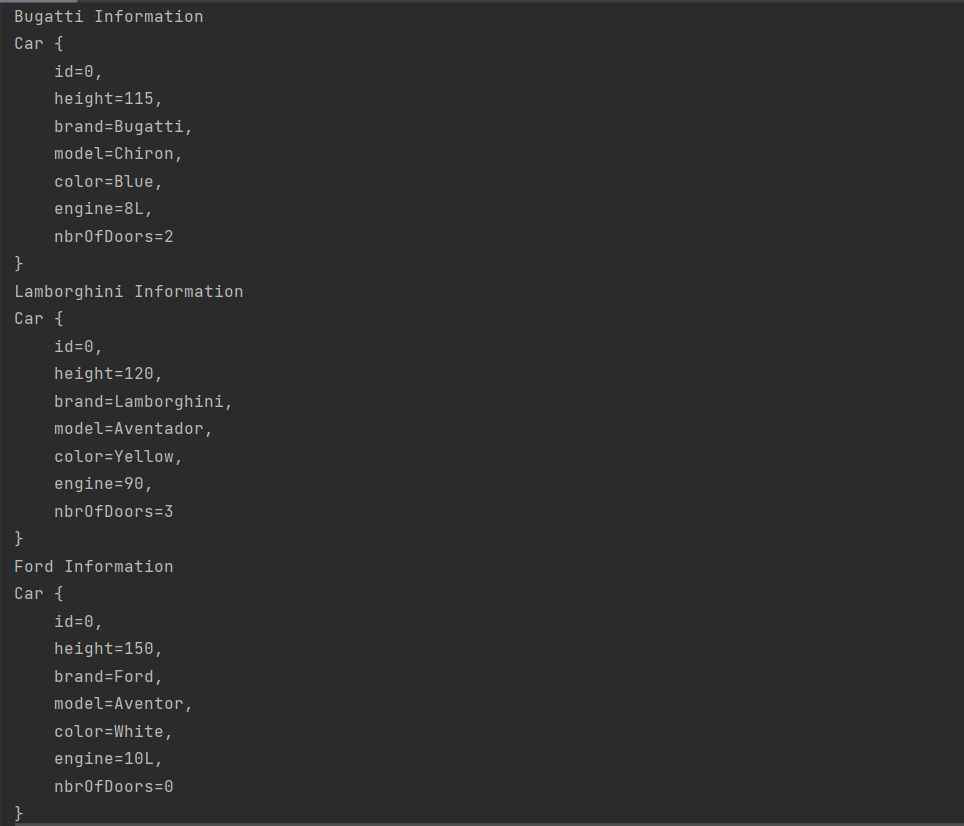 Bugatti Information
Car {
    id=0,
    height=115,
    brand=Bugatti,
    model=Chiron,
    color=Blue,
    engine=8L,
    nbrOfDoors=2
}
Lamborghini Information
Car {
    id=0,
    height=120,
    brand=Lamborghini,
    model=Aventador,
    color=Yellow,
    engine=90,
    nbrOfDoors=3
}
Ford Information
Car {
    id=0,
    height=150,
    brand=Ford,
    model=Aventor,
    color=White,
    engine=10L,
    nbrOfDoors=0
}